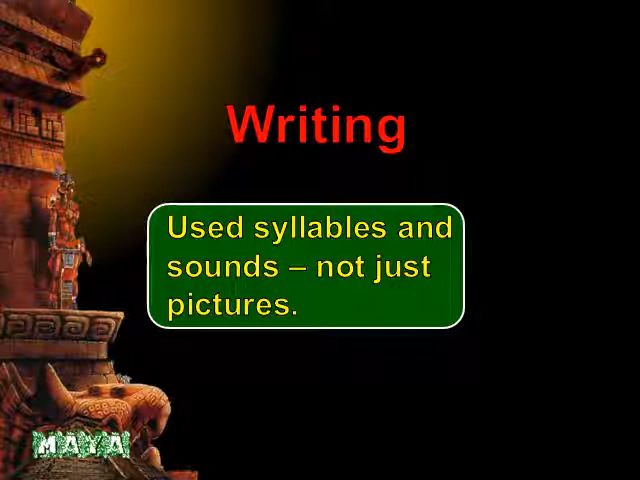 Writing
Used syllables and
sounds – not just
pictures.
MAYA